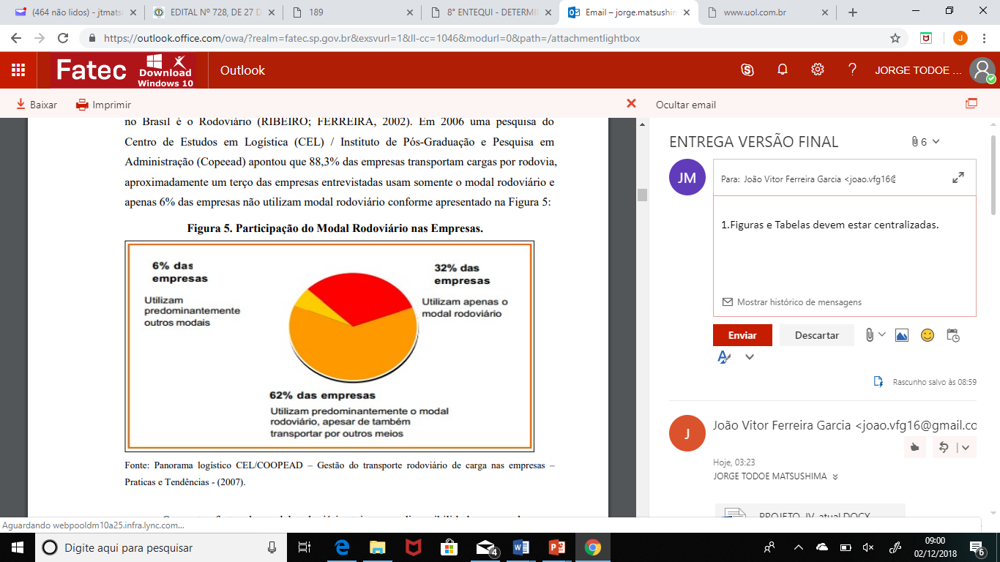 (464 não lidos) - jtmats
EDITAL Nº 728, DE 27 D
189
8° ENTEQUI - DETERMI
Email – jorge.matsushin
www.uol.com.br
https://outlook.office.com/owa/?realm=fatec.sp.gov.br&exsvurl=1&ll-cc=1046&modurl=0&path=/attachmentlightbox
Fatec
Download
Windows 10
Outlook
JORGE TODOE ...
Baixar
Imprimir
Ocultar email
no Brasil é o Rodoviário (RIBEIRO; FERREIRA, 2002). Em 2006 uma pesquisa do
Centro de Estudos em Logística (CEL) / Instituto de Pós-Graduação e Pesquisa em
Administração (Copeead) apontou que 88,3% das empresas transportam cargas por rodovia,
aproximadamente um terço das empresas entrevistadas usam somente o modal rodoviário e
apenas 6% das empresas não utilizam modal rodoviário conforme apresentado na Figura 5:
Figura 5. Participação do Modal Rodoviário nas Empresas.
6% das
empresas
Utilizam
predominantemente
outros modais
32% das
empresas
Utilizam apenas o
modal rodoviário
62% das empresas
Utilizam predominantemente o modal
rodoviário, apesar de também
transportar por outros meios
Fonte: Panorama logístico CEL/COOPEAD – Gestão do transporte rodoviário de carga nas empresas –
Praticas e Tendências - (2007).
ENTREGA VERSÃO FINAL
6
JM
Para: João Vitor Ferreira Garcia <joao.vfg16@
1.Figuras e Tabelas devem estar centralizadas.
Mostrar histórico de mensagens
Enviar
Descartar
Rascunho salvo às 08:59
J
João Vitor Ferreira Garcia <joao.vfg16@gmail.co
Hoje, 03:23
JORGE TODOE MATSUSHIMA
PROJETO_JV_atual.DOCX
Aguardando webpooldm10a25.infra.lync.com...
Digite aqui para pesquisar
4
09:00
02/12/2018
6